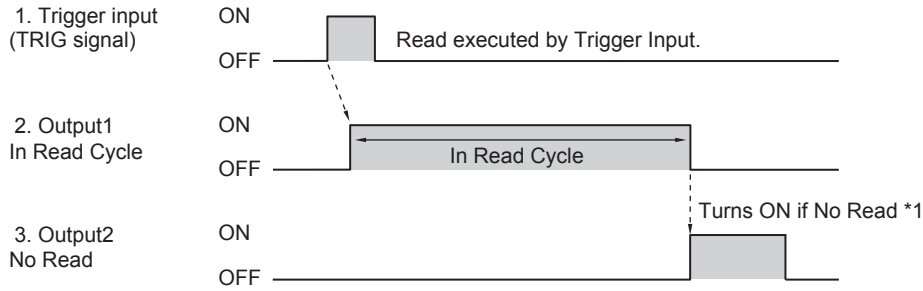 1. Trigger input
(TRIG signal)
ON
OFF
Read executed by Trigger Input.
2. Output1
In Read Cycle
ON
OFF
In Read Cycle
Turns ON if No Read *1
3. Output2
No Read
ON
OFF